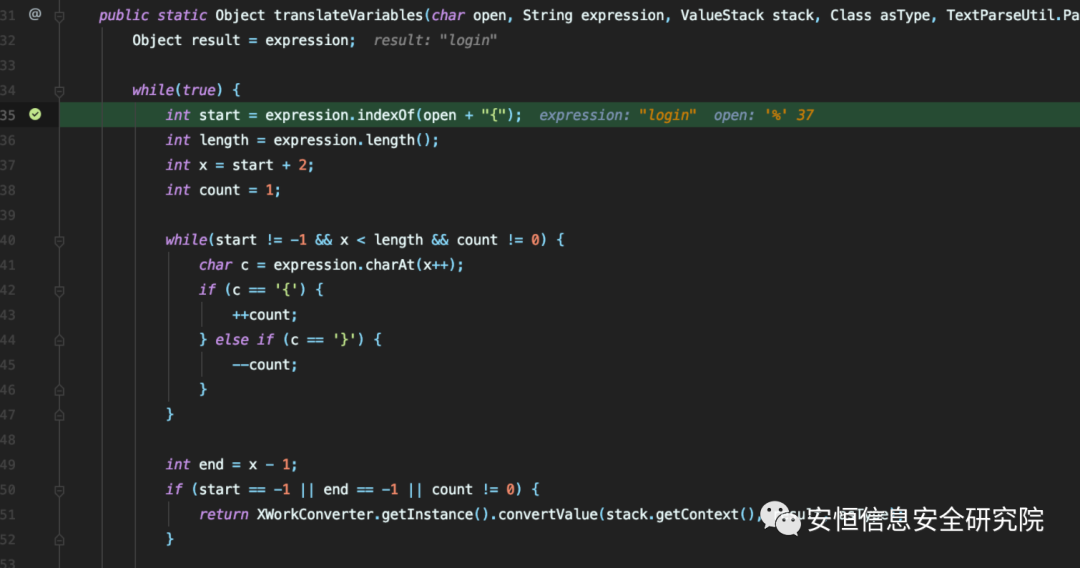 31 @ public static Object translateVariables(char open, String expression, ValueStack stack, Class asType, TextParseUtil.Pa
32 Object result = expression; result: "login"
33
34 while(true) {
35 int start = expression.indexOf(open + "{"); expression: "login" open: '%' 37
36 int length = expression.length();
37 int x = start + 2;
38 int count = 1;
39
40 while(start != -1 && x < length && count != 0) {
41 char c = expression.charAt(x++);
42 if (c == '{') {
43 ++count;
44 } else if (c == '}') {
45 --count;
46 }
47 }
48
49 int end = x - 1;
50 if (start == -1 || end == -1 || count != 0) {
51 return XWorkConverter.getInstance().convertValue(stack.getContext(),
52 }
53
安恒信息安全研究院